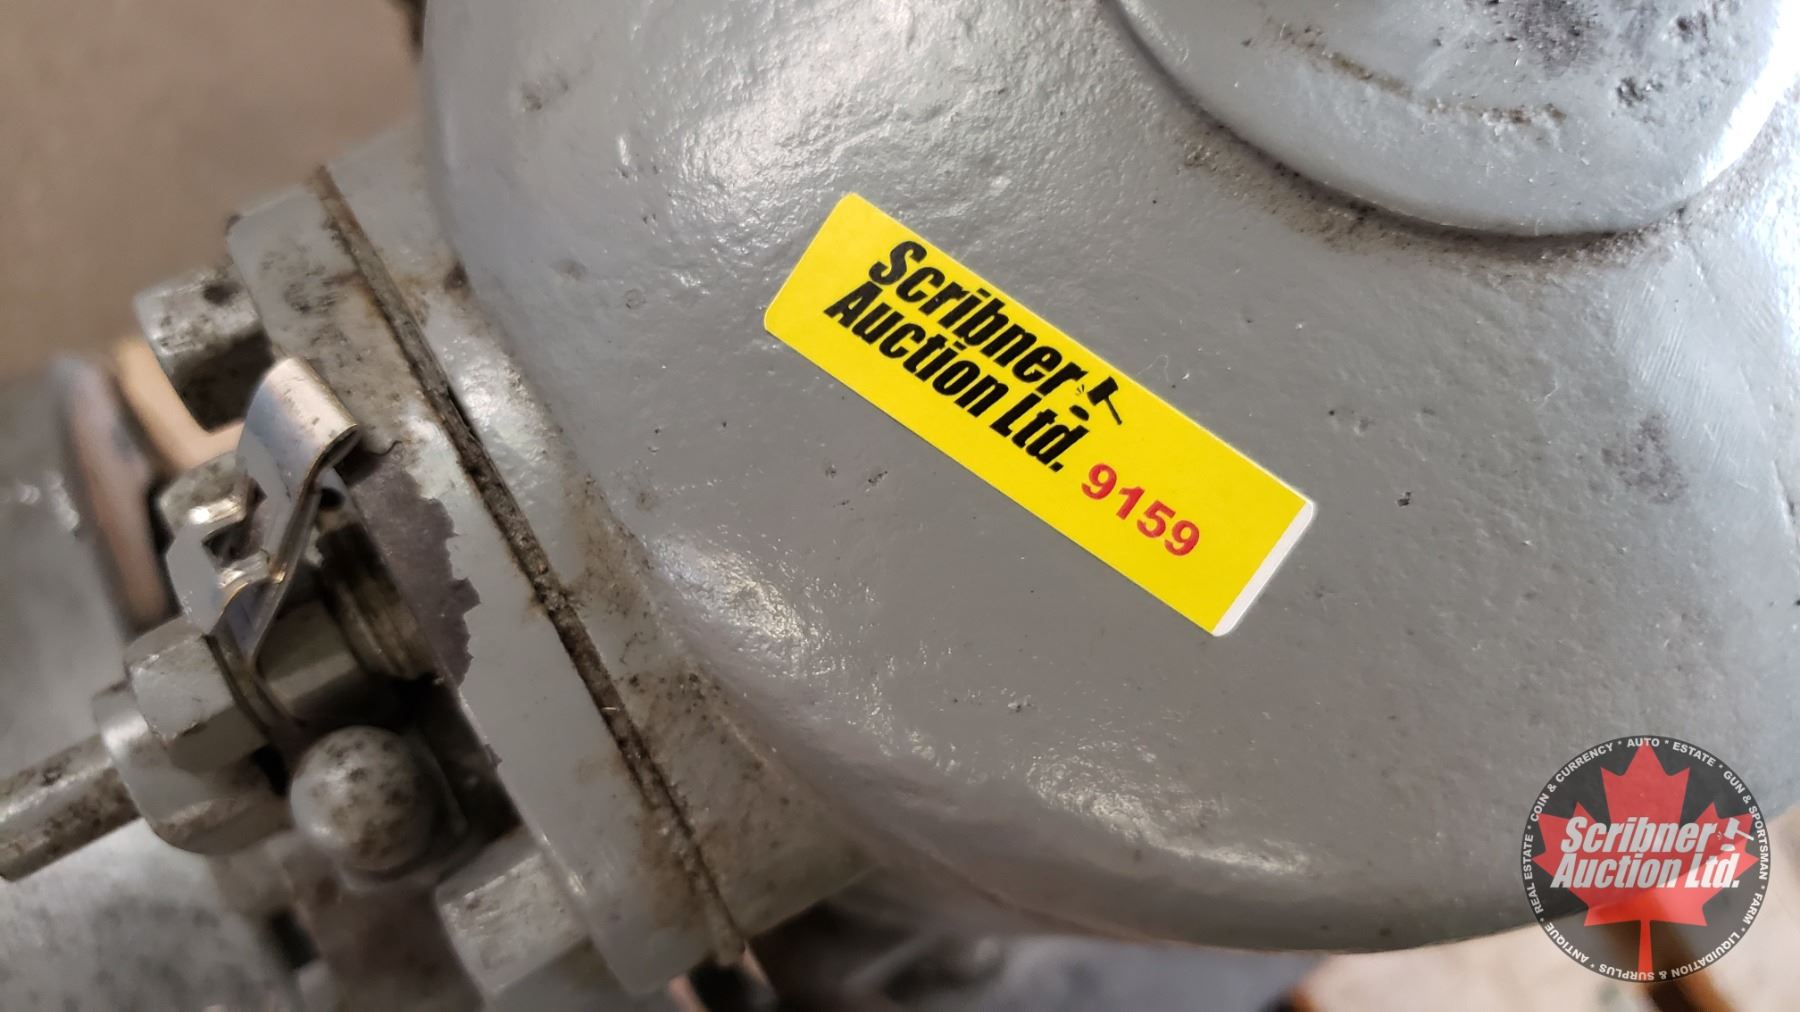 Scribner
Auction Ltd.
9159
COIN & CURRENCY * AUTO * ESTATE * GUN & SPORTSMAN * FARM * LIQUIDATION & SURPLUS * ANTIQUE * REAL ESTATE *
Scribner
Auction Ltd.